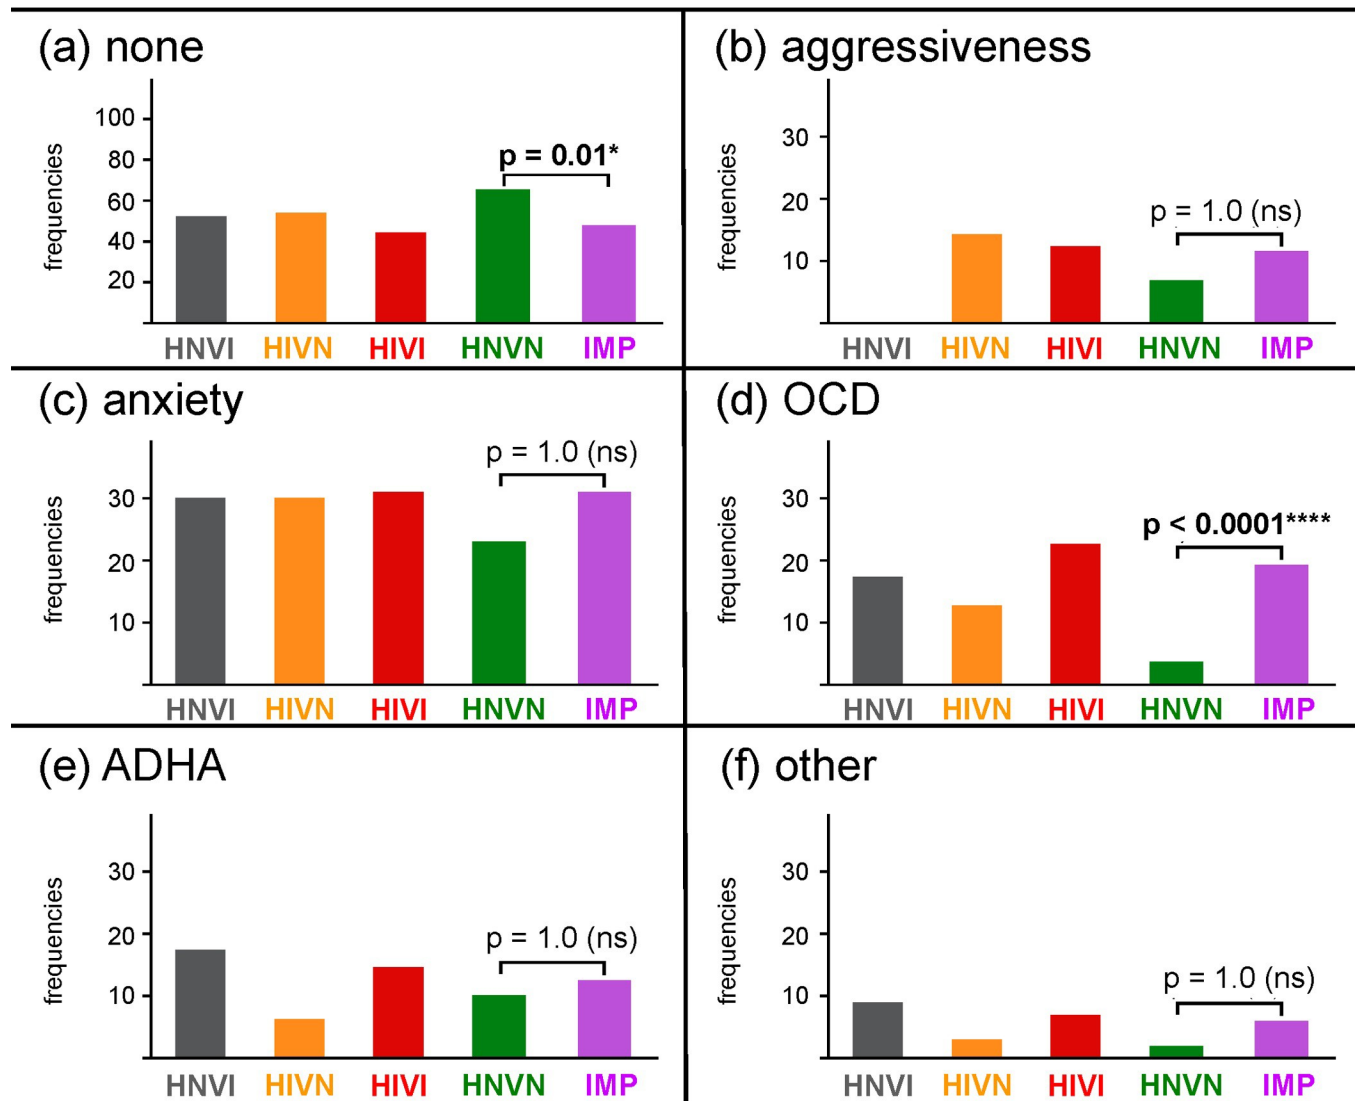 (a) none
frequencies
100
80
60
40
20
p = 0.01*
HNVI HIVN HIVI HNVN IMP
(b) aggressiveness
frequencies
30
20
10
p = 1.0 (ns)
HNVI HIVN HIVI HNVN IMP
(c) anxiety
frequencies
30
20
10
p = 1.0 (ns)
HNVI HIVN HIVI HNVN IMP
(d) OCD
frequencies
30
20
10
p < 0.0001****
HNVI HIVN HIVI HNVN IMP
(e) ADHA
frequencies
30
20
10
p = 1.0 (ns)
HNVI HIVN HIVI HNVN IMP
(f) other
frequencies
30
20
10
p = 1.0 (ns)
HNVI HIVN HIVI HNVN IMP